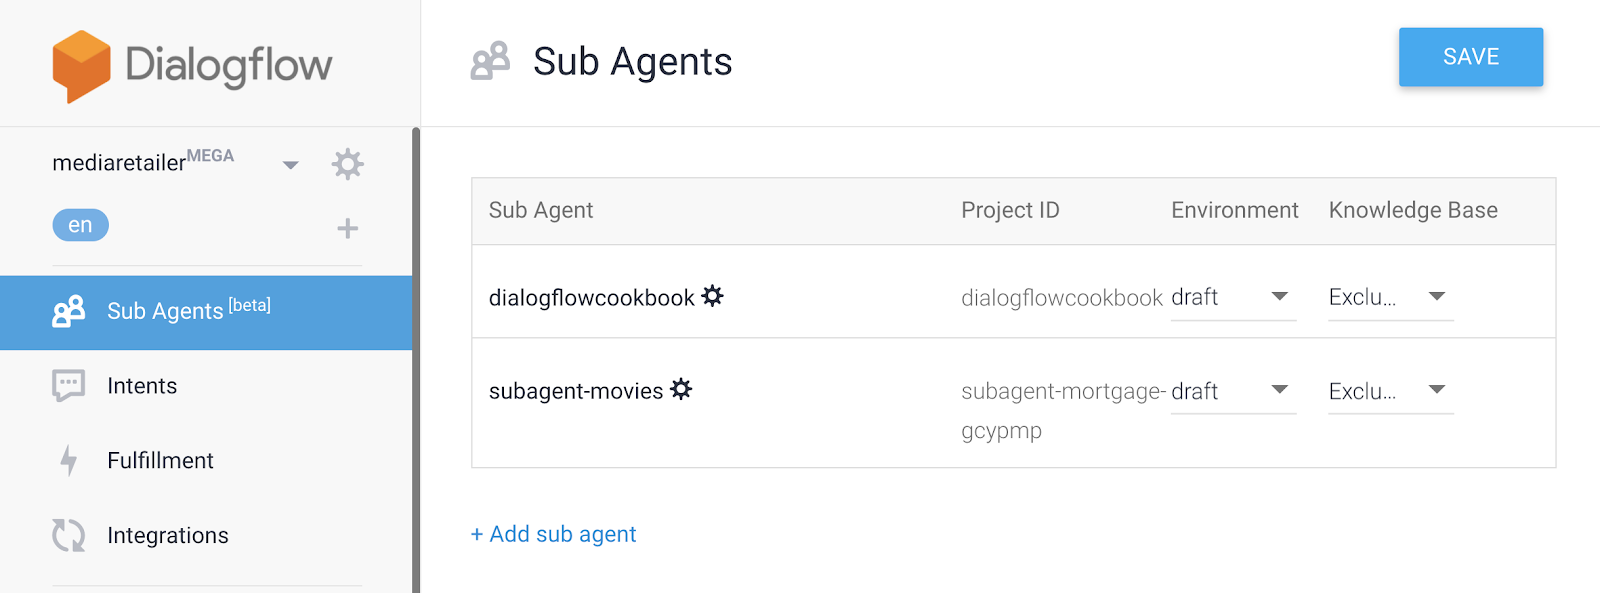 Dialogflow
Sub Agents
SAVE
mediaretailer MEGA
en
+
Sub Agents [beta]
Intents
Fulfillment
Integrations
Sub Agent Project ID Environment Knowledge Base
dialogflowcookbook dialogflowcookbook draft Exclu...
subagent-movies subagent-mortgage- draft Exclu...
gcypmp
+ Add sub agent